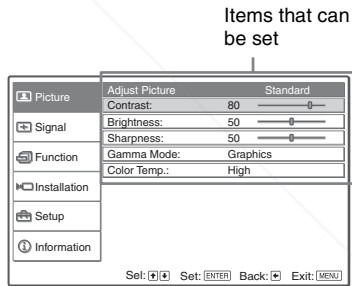 Items that can
be set
Picture
Signal
Function
Installation
Setup
Information
Adjust Picture Standard
Contrast: 80
Brightness: 50
Sharpness: 50
Gamma Mode: Graphics
Color Temp.: High
Sel: Set: ENTER Back: Exit: MENU